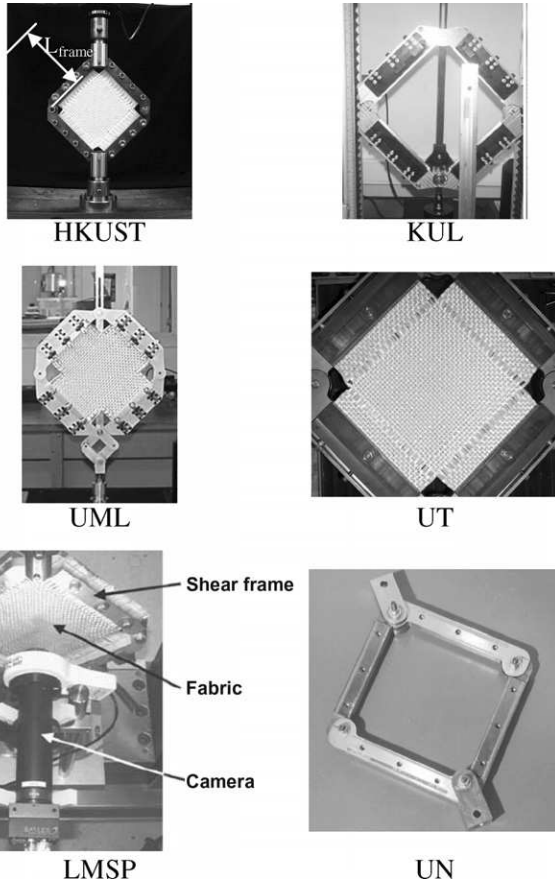 L frame
HKUST
KUL
UML
UT
Shear frame
Fabric
Camera
LMSP
UN